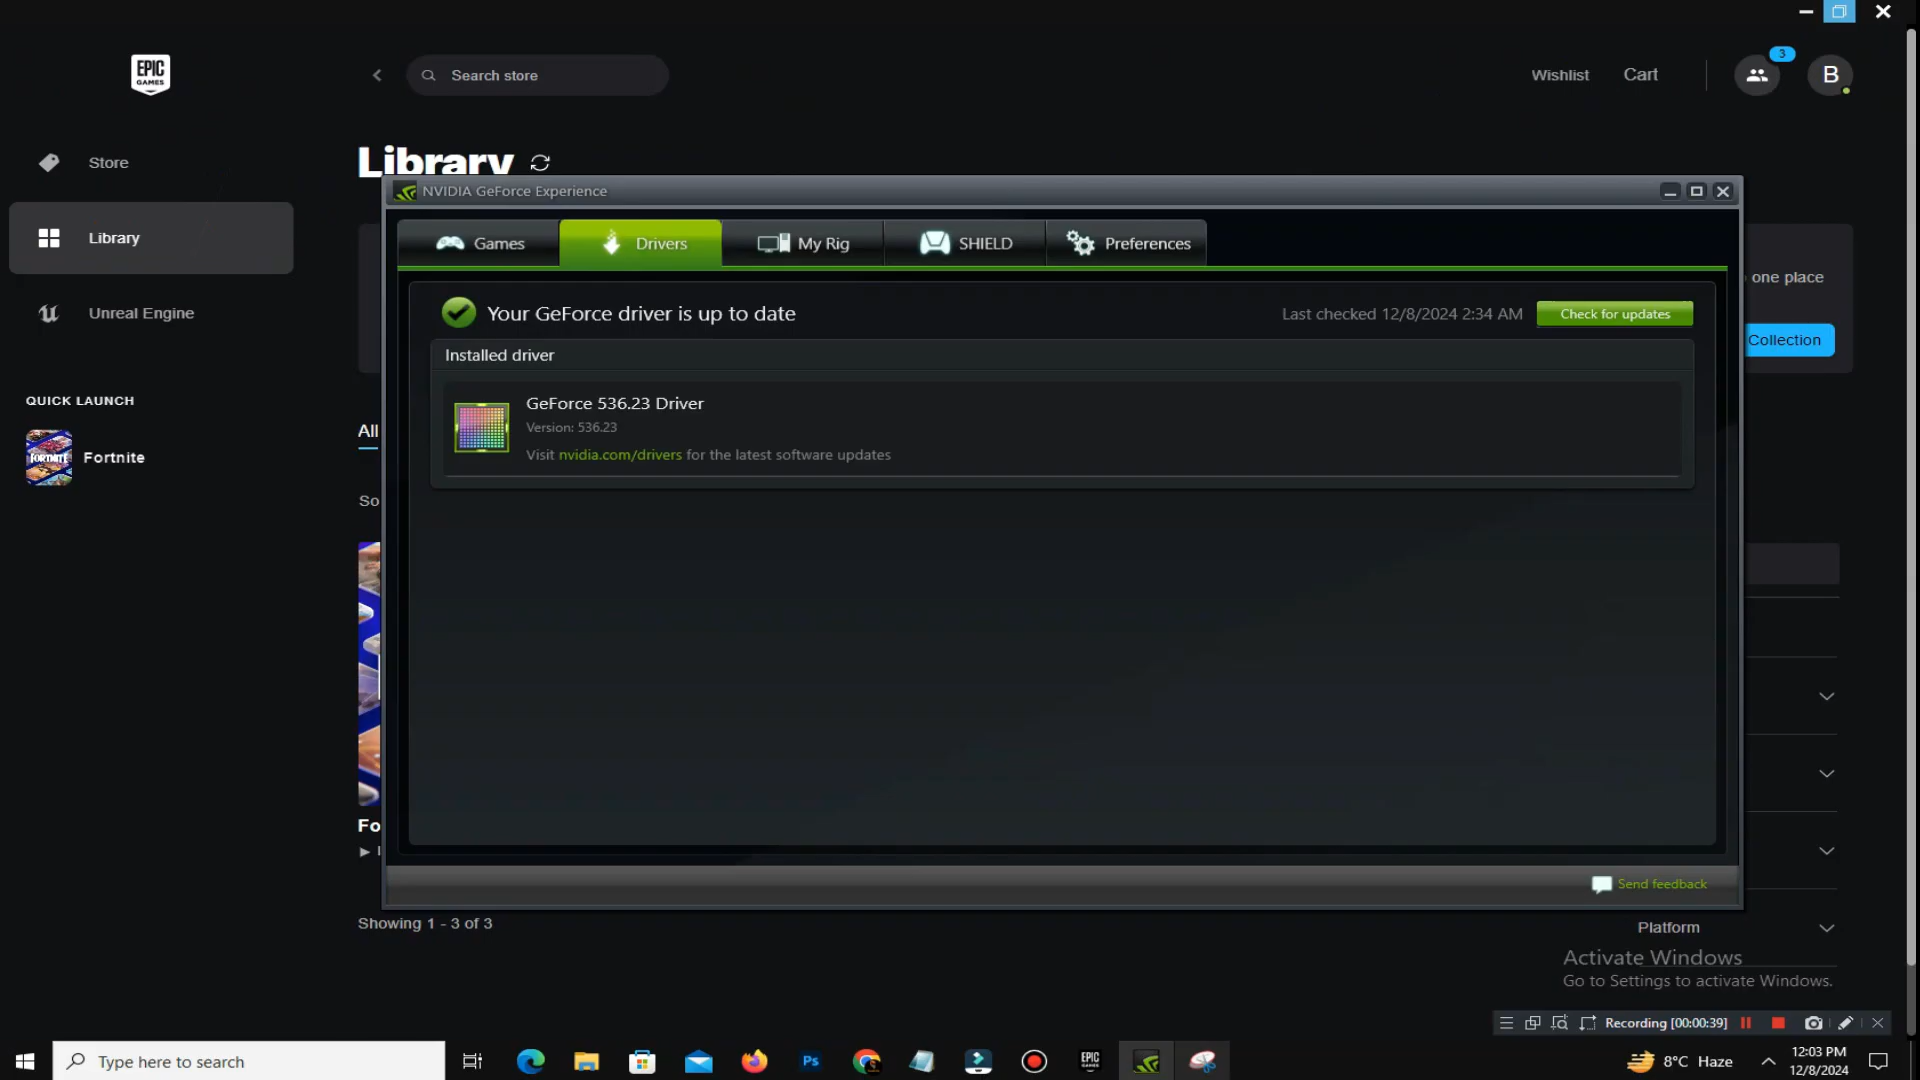 EPIC
GAMES
Search store
Wishlist
Cart
3
B
Store
Library
Library
NVIDIA GeForce Experience
Games
Drivers
My Rig
SHIELD
Preferences
Unreal Engine
one place
Your GeForce driver is up to date
Last checked 12/8/2024 2:34 AM
Check for updates
Collection
Installed driver
QUICK LAUNCH
GeForce 536.23 Driver
Version: 536.23
All
FORTNITE
Fortnite
Visit nvidia.com/drivers for the latest software updates
So
Fo
Send feedback
Showing 1 - 3 of 3
Platform
Activate Windows
Go to Settings to activate Windows.
Recording [00:00:39]
Type here to search
Ps
EPIC
GAMES
8°C Haze
12:03 PM
12/8/2024